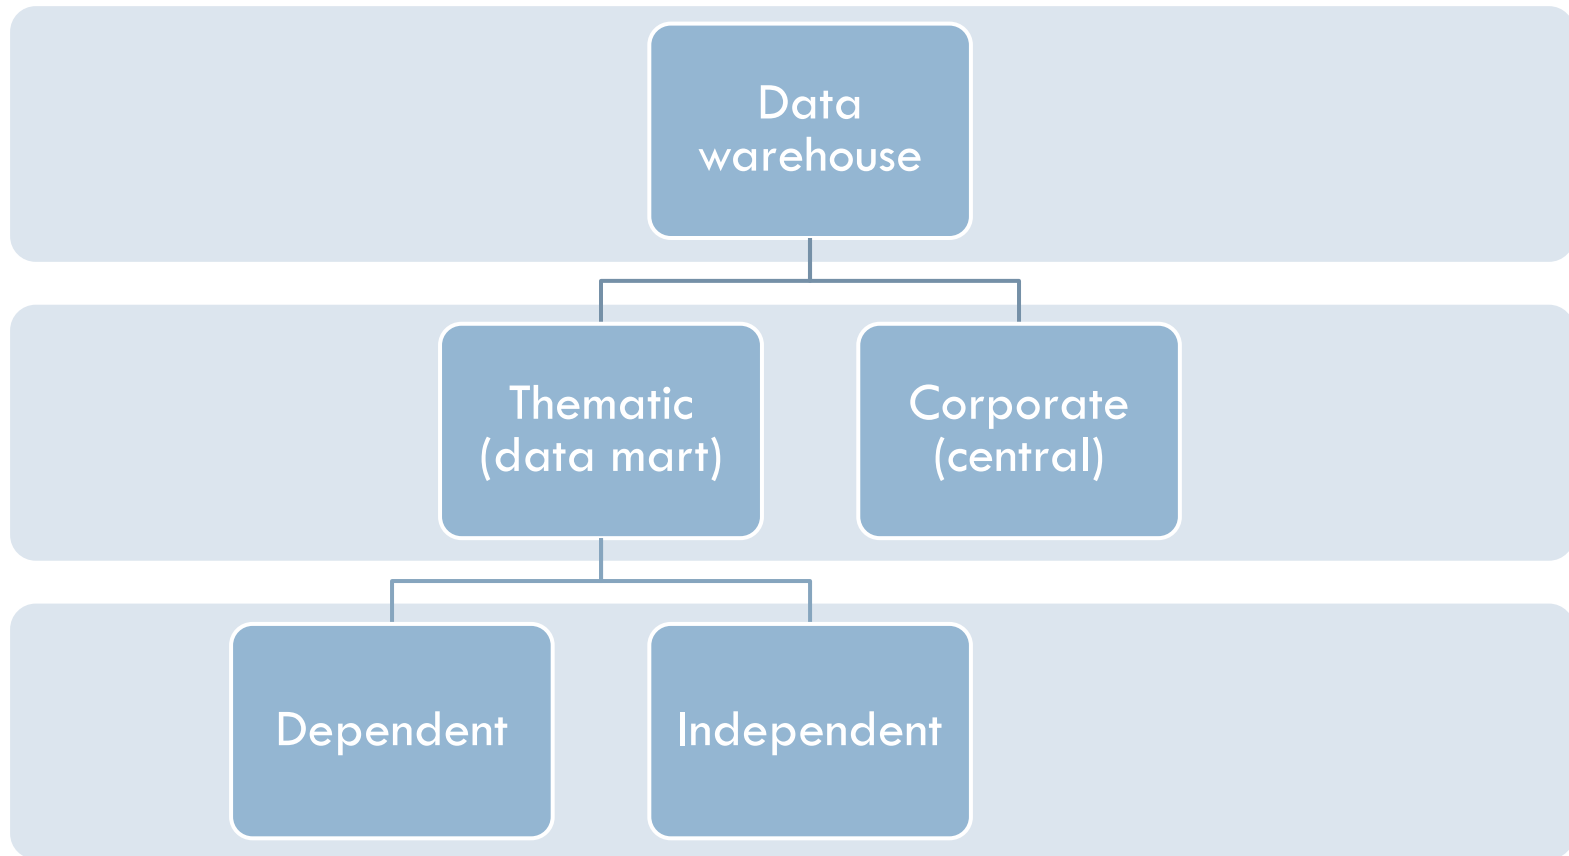 Data
warehouse
Thematic
(data mart)
Corporate
(central)
Dependent
Independent